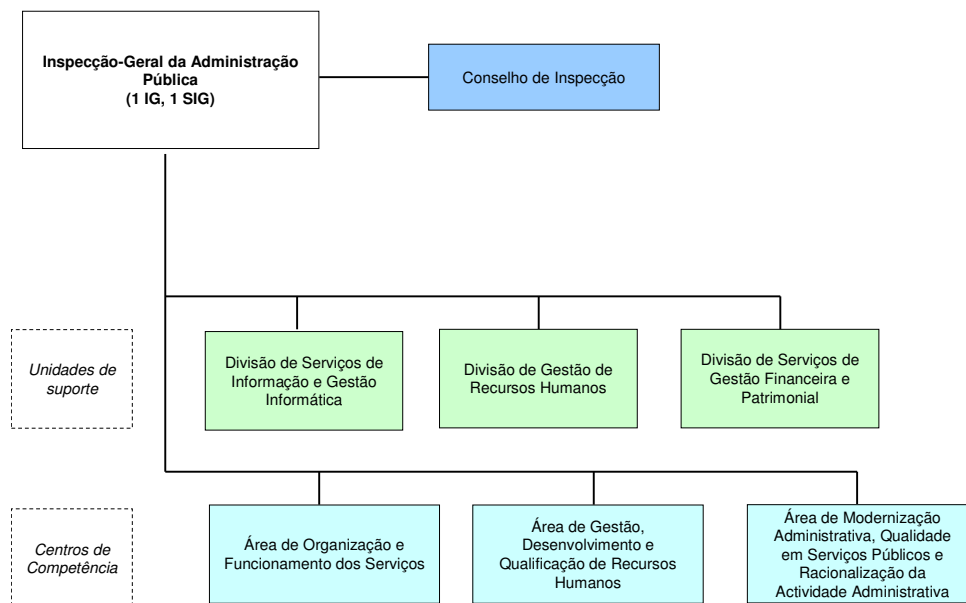 Inspecção-Geral da Administração
Pública
(1 IG, 1 SIG)
Conselho de Inspecção
Unidades de
suporte
Divisão de Serviços de
Informação e Gestão
Informática
Divisão de Gestão de
Recursos Humanos
Divisão de Serviços de
Gestão Financeira e
Patrimonial
Centros de
Competência
Área de Organização e
Funcionamento dos Serviços
Área de Gestão,
Desenvolvimento e
Qualificação de Recursos
Humanos
Área de Modernização
Administrativa, Qualidade
em Serviços Públicos e
Racionalização da
Actividade Administrativa